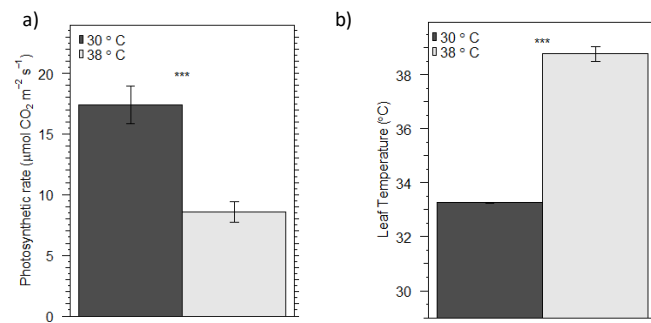 a)
30 ° C
38 ° C
***
20
15
10
5
0
Photosynthetic rate (µmol CO₂ m⁻² s⁻¹)
b)
30 ° C
38 ° C
***
38
36
34
32
30
Leaf Temperature (°C)